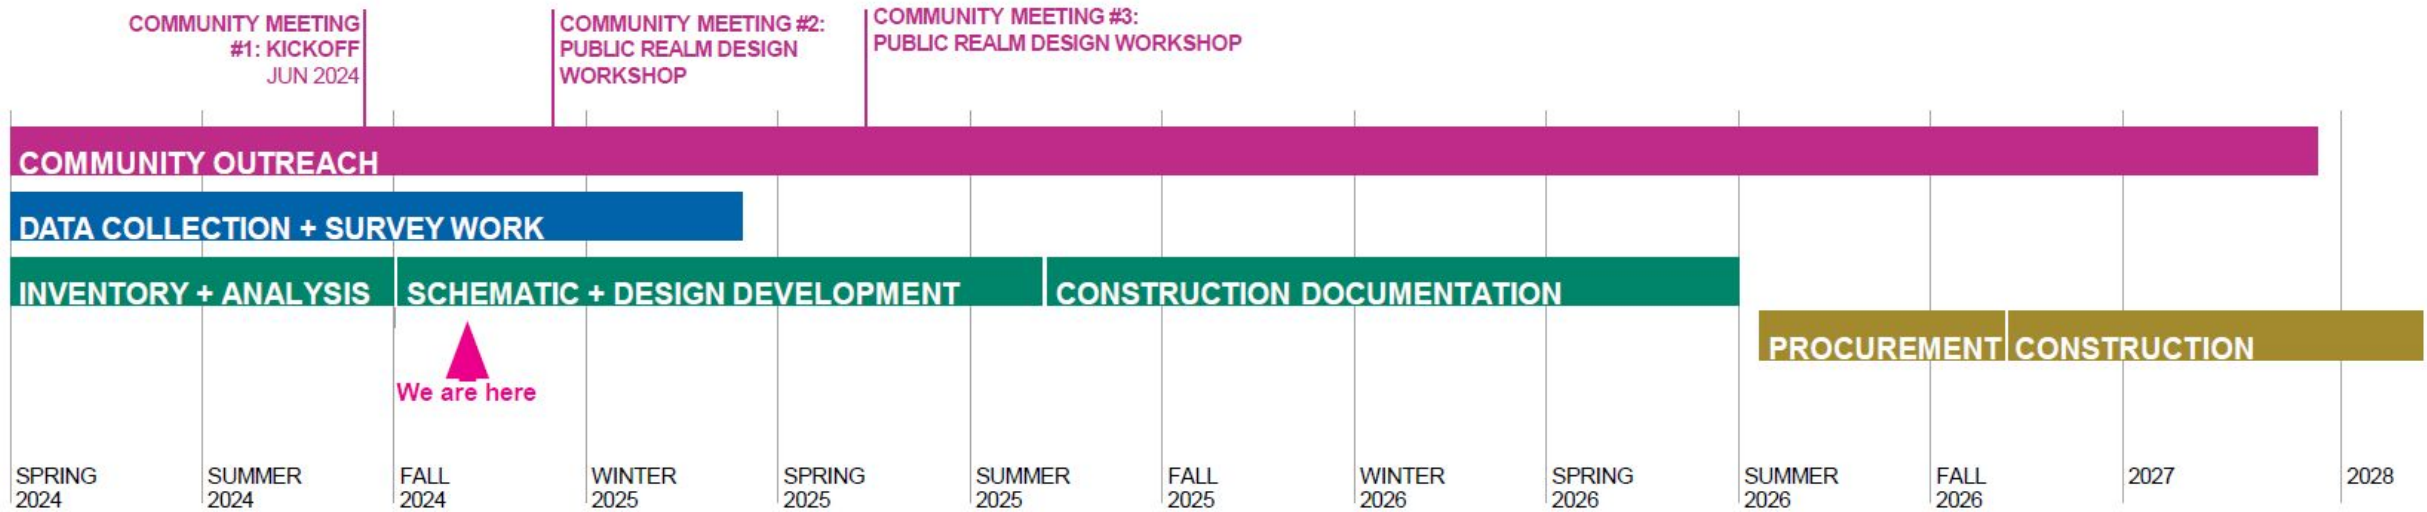 COMMUNITY MEETING
#1: KICKOFF
JUN 2024
COMMUNITY MEETING #2:
PUBLIC REALM DESIGN
WORKSHOP
COMMUNITY MEETING #3:
PUBLIC REALM DESIGN WORKSHOP
COMMUNITY OUTREACH
DATA COLLECTION + SURVEY WORK
INVENTORY + ANALYSIS
SCHEMATIC + DESIGN DEVELOPMENT
CONSTRUCTION DOCUMENTATION
PROCUREMENT
CONSTRUCTION
We are here
SPRING
2024
SUMMER
2024
FALL
2024
WINTER
2025
SPRING
2025
SUMMER
2025
FALL
2025
WINTER
2026
SPRING
2026
SUMMER
2026
FALL
2026
2027
2028